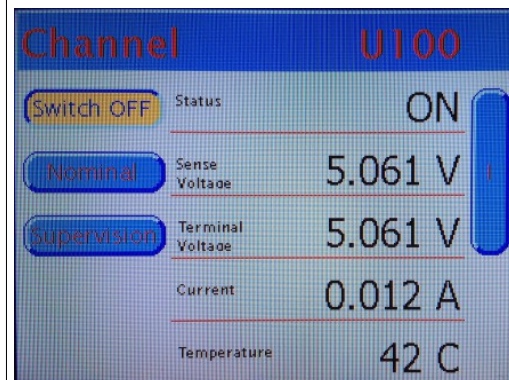 Channel U100
Switch OFF Status ON
Nominal Sense Voltage 5.061 V
Supervision Terminal Voltage 5.061 V
Current 0.012 A
Temperature 42 C